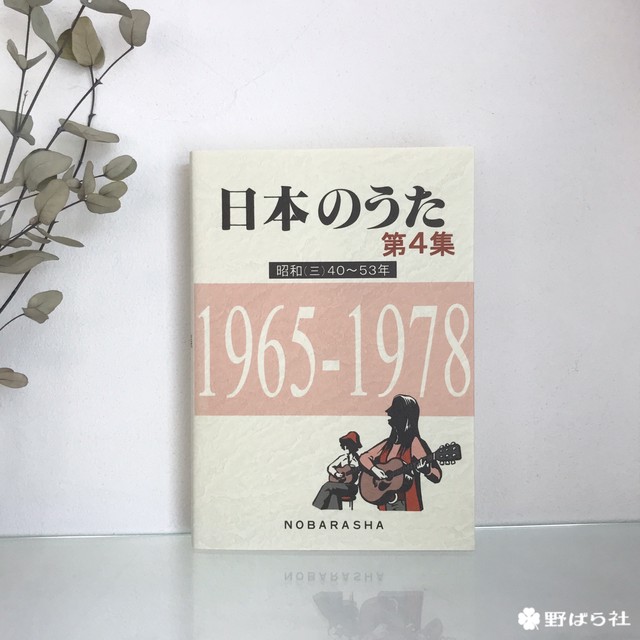 日本のうた
第4集
昭和(三)40〜53年
1965-1978
NOBARASHA
野ばら社